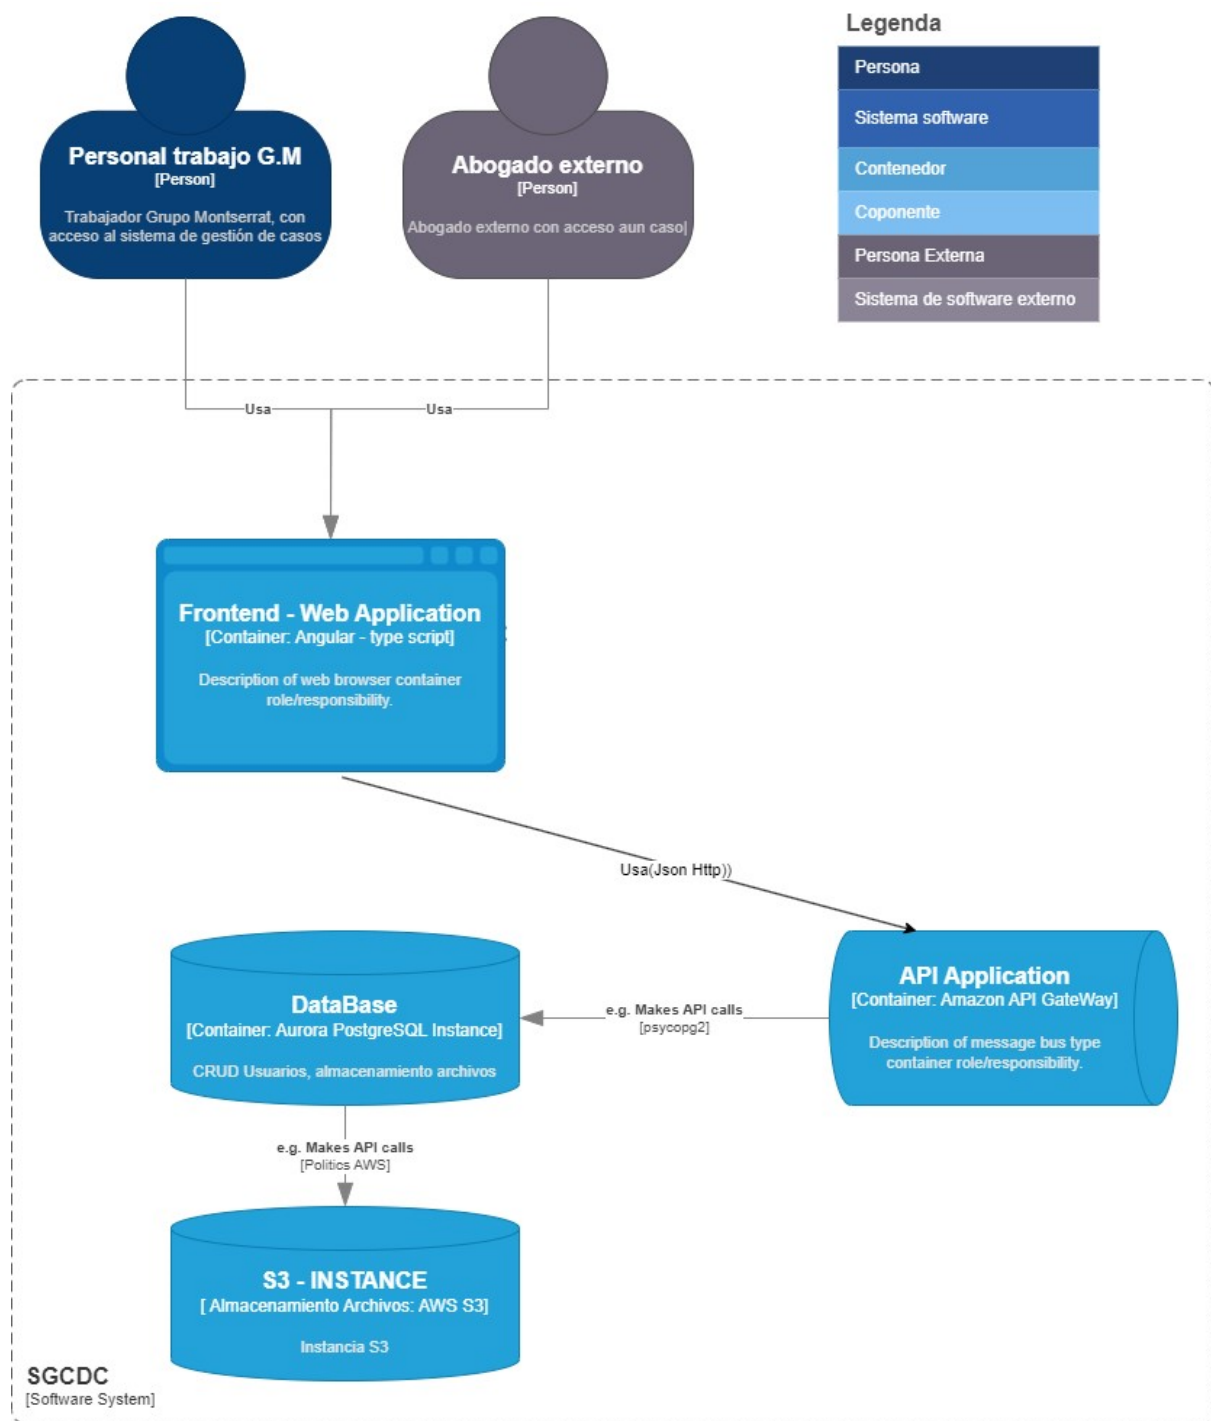 Legenda
Persona
Sistema software
Contenedor
Coponente
Persona Externa
Sistema de software externo
Personal trabajo G.M
[Person]
Trabajador Grupo Montserrat, con
acceso al sistema de gestión de casos
Abogado externo
[Person]
Abogado externo con acceso aun caso|
Usa
Usa
Frontend - Web Application
[Container: Angular - type script]
Description of web browser container
role/responsibility.
Usa(Json Http))
API Application
[Container: Amazon API GateWay]
Description of message bus type
container role/responsibility.
e.g. Makes API calls
[psycopg2]
DataBase
[Container: Aurora PostgreSQL Instance]
CRUD Usuarios, almacenamiento archivos
e.g. Makes API calls
[Politics AWS]
S3 - INSTANCE
[ Almacenamiento Archivos: AWS S3]
Instancia S3
SGCDC
[Software System]